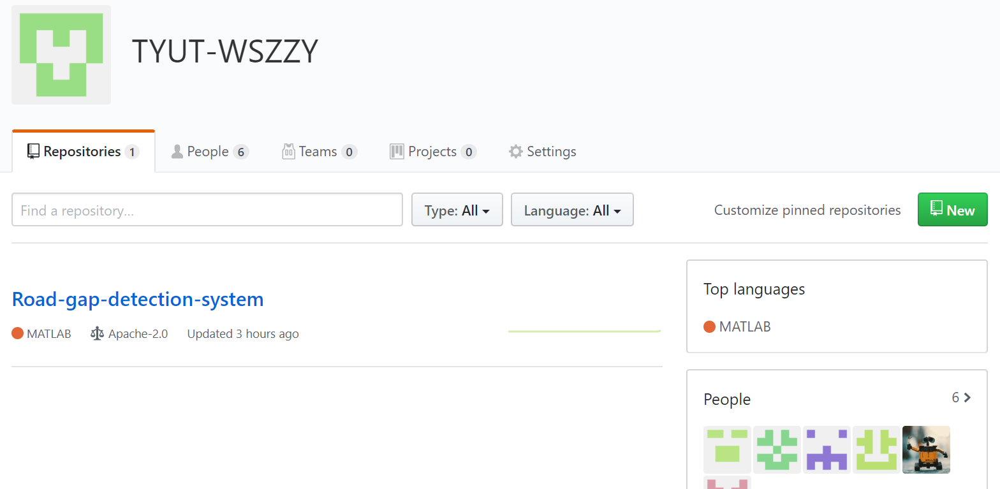 TYUT-WSZZY
Repositories 1 People 6 Teams 0 Projects 0 Settings
Find a repository... Type: All Language: All Customize pinned repositories New
Road-gap-detection-system
MATLAB Apache-2.0 Updated 3 hours ago
Top languages
MATLAB
People 6